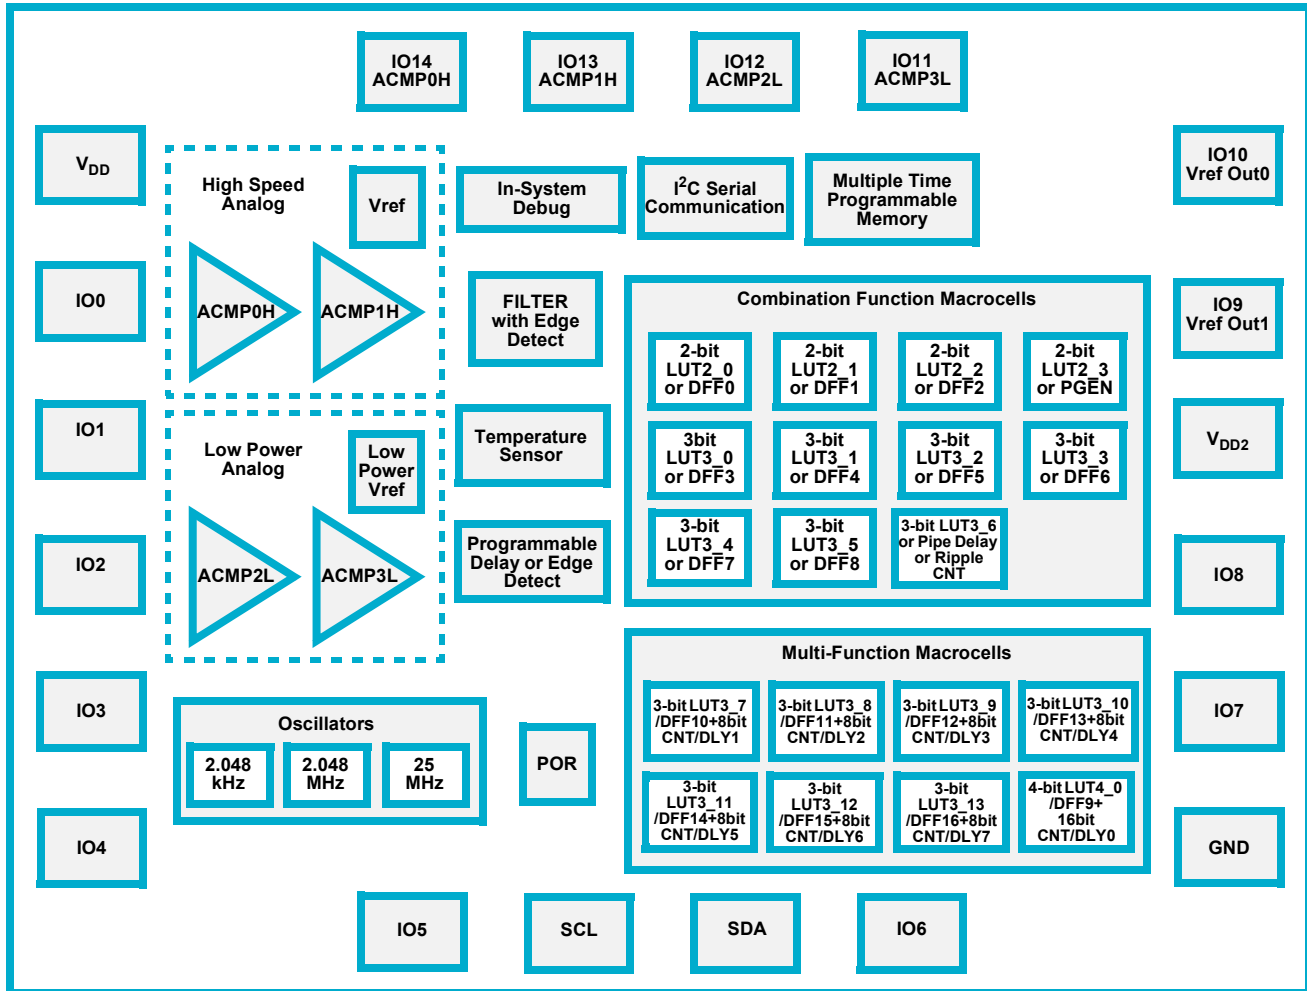 IO14
ACMP0H
IO13
ACMP1H
IO12
ACMP2L
IO11
ACMP3L
VDD
IO0
IO1
IO2
IO3
IO4
High Speed
Analog
Vref
ACMP0H
ACMP1H
Low Power
Analog
Low
Power
Vref
ACMP2L
ACMP3L
Oscillators
2.048
kHz
2.048
MHz
25
MHz
In-System
Debug
I²C Serial
Communication
Multiple Time
Programmable
Memory
FILTER
with Edge
Detect
Temperature
Sensor
Programmable
Delay or Edge
Detect
POR
Combination Function Macrocells
2-bit
LUT2_0
or DFF0
2-bit
LUT2_1
or DFF1
2-bit
LUT2_2
or DFF2
2-bit
LUT2_3
or PGEN
3bit
LUT3_0
or DFF3
3-bit
LUT3_1
or DFF4
3-bit
LUT3_2
or DFF5
3-bit
LUT3_3
or DFF6
3-bit
LUT3_4
or DFF7
3-bit
LUT3_5
or DFF8
3-bit LUT3_6
or Pipe Delay
or Ripple
CNT
Multi-Function Macrocells
3-bit LUT3_7
/DFF10+8bit
CNT/DLY1
3-bit LUT3_8
/DFF11+8bit
CNT/DLY2
3-bit LUT3_9
/DFF12+8bit
CNT/DLY3
3-bit LUT3_10
/DFF13+8bit
CNT/DLY4
3-bit
LUT3_11
/DFF14+8bit
CNT/DLY5
3-bit
LUT3_12
/DFF15+8bit
CNT/DLY6
3-bit
LUT3_13
/DFF16+8bit
CNT/DLY7
4-bit LUT4_0
/DFF9+
16bit
CNT/DLY0
IO10
Vref Out0
IO9
Vref Out1
VDD2
IO8
IO7
GND
IO5
SCL
SDA
IO6